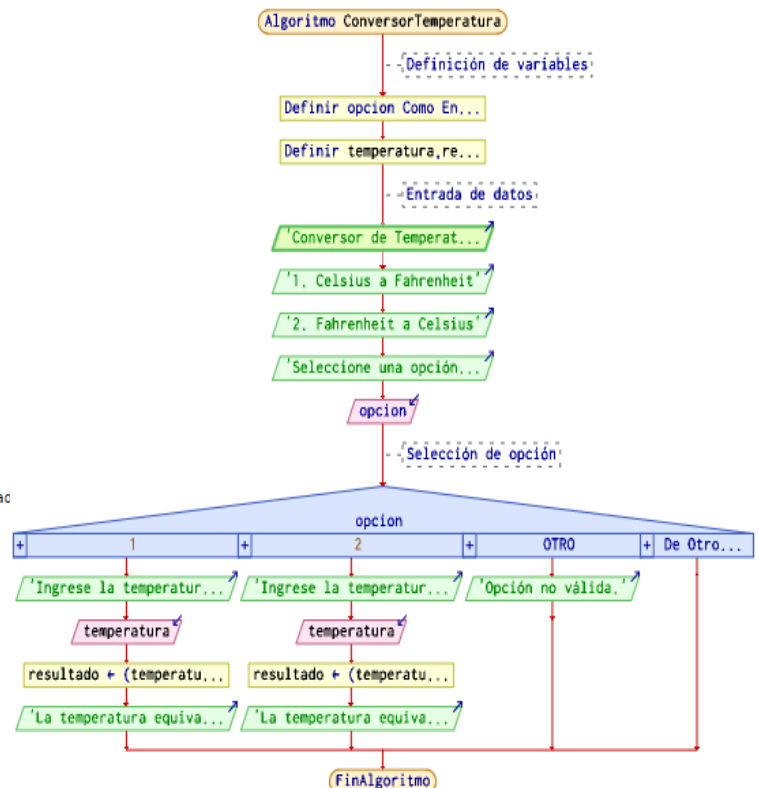 Algoritmo ConversorTemperatura
Definición de variables
Definir opcion Como En...
Definir temperatura,re...
Entrada de datos
'Conversor de Temperat...
'1. Celsius a Fahrenheit'
'2. Fahrenheit a Celsius'
'Seleccione una opción...
opcion
Selección de opción
opcion
+ 1 + 2 + OTRO + De Otro...
'Ingrese la temperatur... 'Ingrese la temperatur... 'Opción no válida.'
temperatura temperatura
resultado ← (temperatu... resultado ← (temperatu...
'La temperatura equiva... 'La temperatura equiva...
FinAlgoritmo